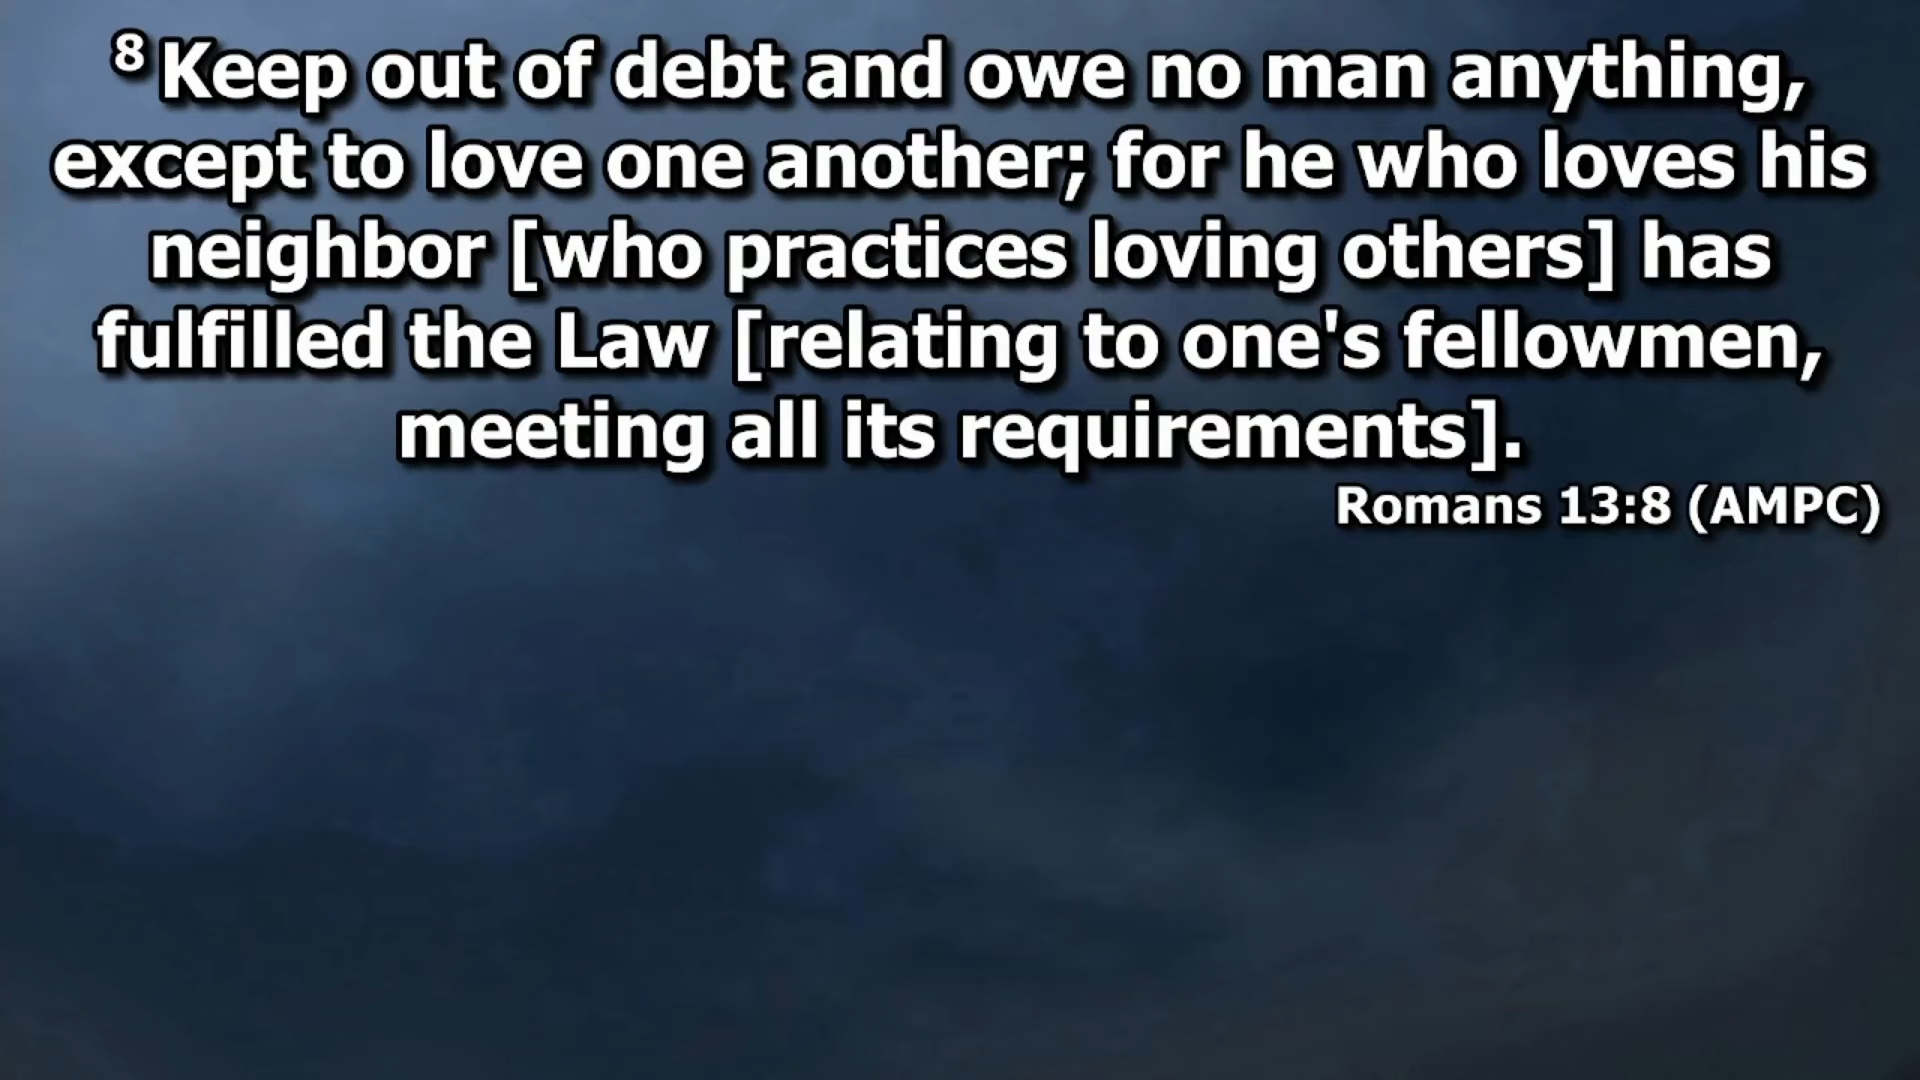 8 Keep out of debt and owe no man anything,
except to love one another; for he who loves his
neighbor [who practices loving others] has
fulfilled the Law [relating to one's fellowmen,
meeting all its requirements].
Romans 13:8 (AMPC)